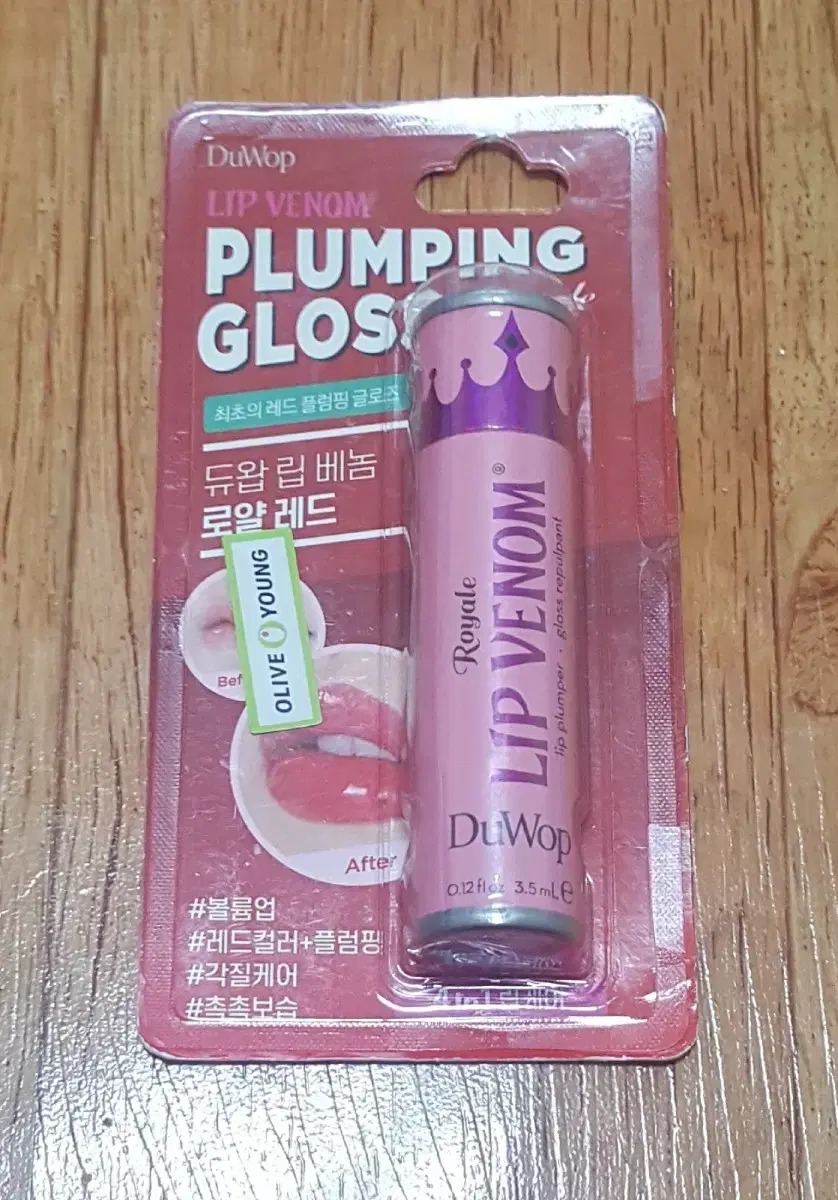 DuWop
LIP VENOM
PLUMPING
GLOS
최초의 레드 플럼핑 글로즈
듀왑 립 베놈
로얄 레드
OLIVE YOUNG
Bef
After
#볼륨업
#레드컬러+플럼핑
#각질케어
#촉촉보습
Royale
LIP VENOM®
lip plumper · gloss repulpant
DuWop
0.12 fl oz 3.5 mL e